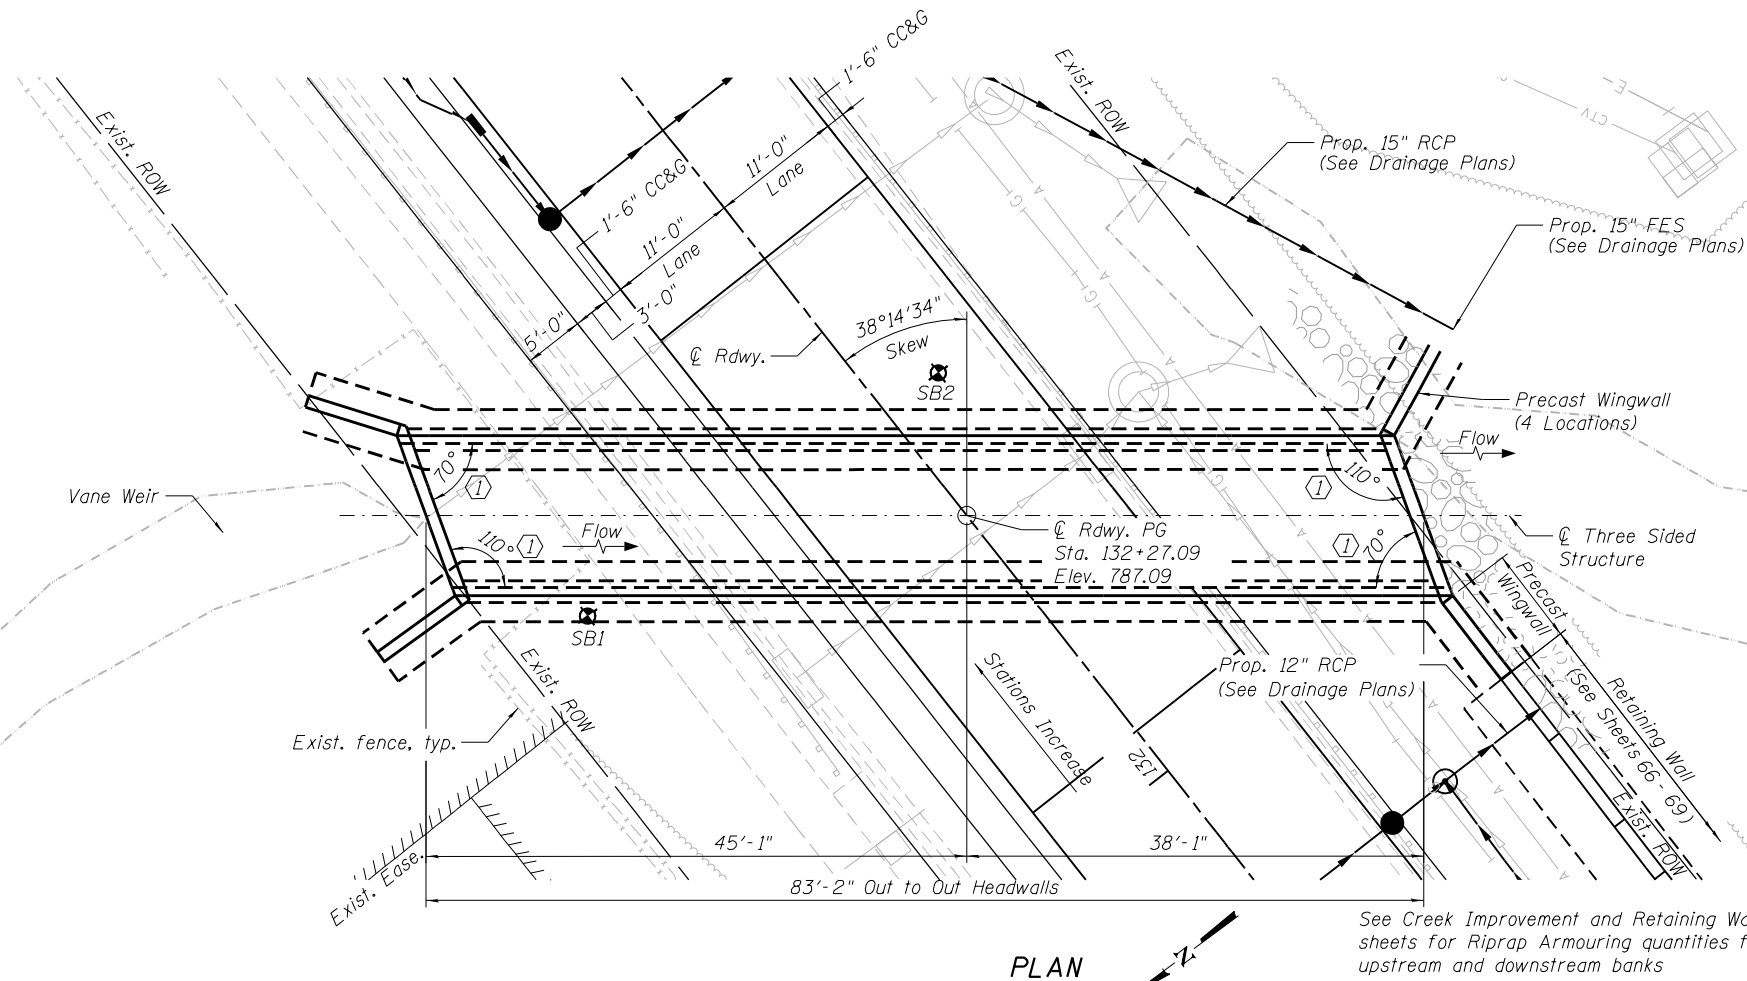 1'-6" CC&G
Exist. ROW
Exist. ROW
11'-0"
Lane
Prop. 15" RCP
(See Drainage Plans)
CTV
E
1'-6" CC&G
11'-0"
Lane
Prop. 15" FES
(See Drainage Plans)
3'-0"
5'-0"
38°14'34"
Skew
℄ Rdwy.
SB2
Precast Wingwall
(4 Locations)
Flow
70°
1
110°
1
Vane Weir
Flow
110°
1
℄ Rdwy. PG
Sta. 132+27.09
Elev. 787.09
1
70°
℄ Three Sided
Structure
Precast
Wingwall
SB1
Exist. ROW
Stations Increase
Prop. 12" RCP
(See Drainage Plans)
Retaining Wall
(See Sheets 66 - 69)
Exist. fence, typ.
132
Exist. ROW
Exist. Ease.
45'-1"
38'-1"
83'-2" Out to Out Headwalls
See Creek Improvement and Retaining
sheets for Riprap Armouring quantities
upstream and downstream banks
PLAN
N